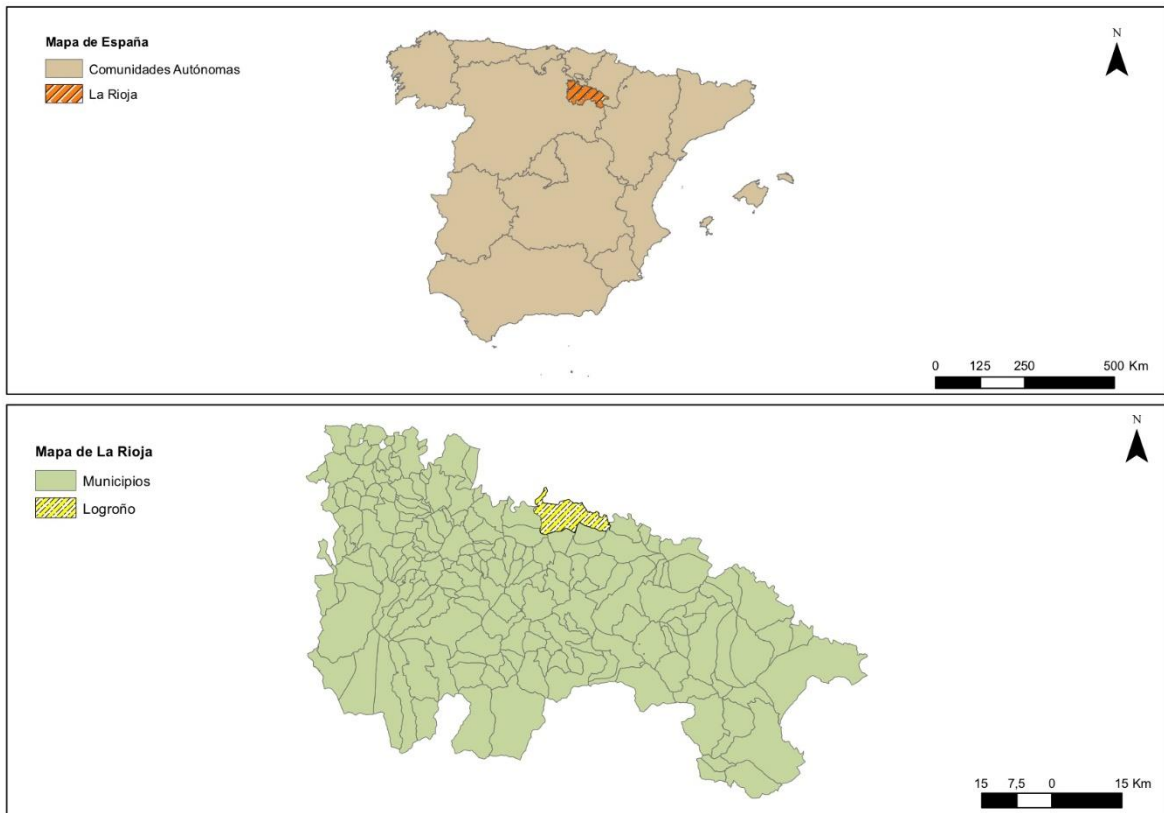 Mapa de España
Comunidades Autónomas
La Rioja
N
0 125 250 500 Km
Mapa de La Rioja
Municipios
Logroño
N
15 7,5 0 15 Km